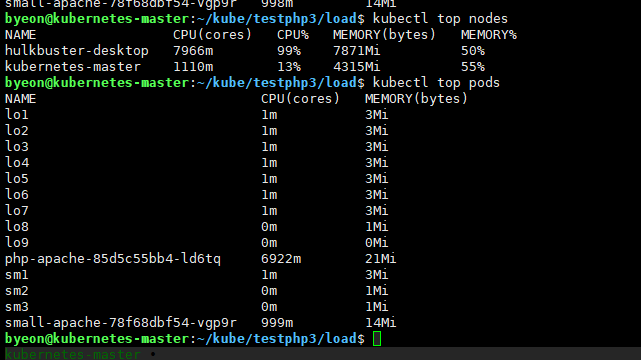 small-apache-78f68dbf54-vgp9r   998m         14Mi
byeon@kubernetes-master:~/kube/testphp3/load$ kubectl top nodes
NAME                 CPU(cores)   CPU%   MEMORY(bytes)   MEMORY%
hulkbuster-desktop   7966m        99%    7871Mi          50%
kubernetes-master    1110m        13%    4315Mi          55%
byeon@kubernetes-master:~/kube/testphp3/load$ kubectl top pods
NAME                            CPU(cores)   MEMORY(bytes)
lo1                             1m           3Mi
lo2                             1m           3Mi
lo3                             1m           3Mi
lo4                             1m           3Mi
lo5                             1m           3Mi
lo6                             1m           3Mi
lo7                             1m           3Mi
lo8                             0m           1Mi
lo9                             0m           0Mi
php-apache-85d5c55bb4-ld6tq     6922m        21Mi
sm1                             1m           3Mi
sm2                             0m           1Mi
sm3                             0m           1Mi
small-apache-78f68dbf54-vgp9r   999m         14Mi
byeon@kubernetes-master:~/kube/testphp3/load$
kubernetes-master